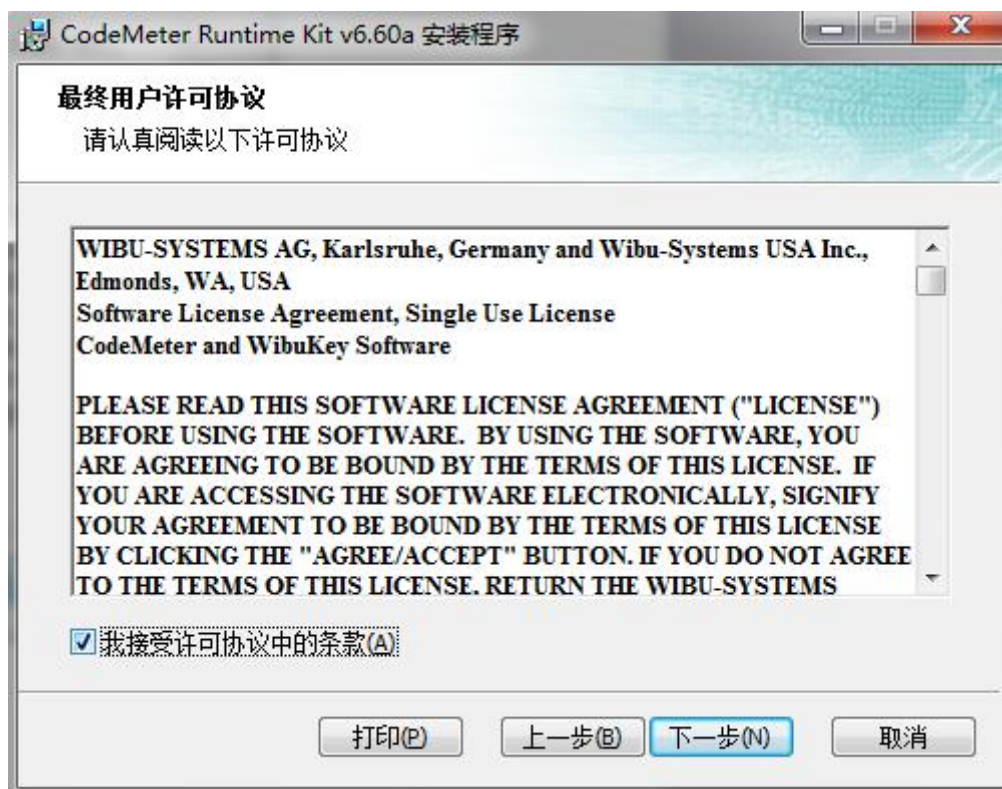 CodeMeter Runtime Kit v6.60a 安装程序
最终用户许可协议
请认真阅读以下许可协议
WIBU-SYSTEMS AG, Karlsruhe, Germany and Wibu-Systems USA Inc.,
Edmonds, WA, USA
Software License Agreement, Single Use License
CodeMeter and WibuKey Software
PLEASE READ THIS SOFTWARE LICENSE AGREEMENT ("LICENSE")
BEFORE USING THE SOFTWARE.  BY USING THE SOFTWARE, YOU
ARE AGREEING TO BE BOUND BY THE TERMS OF THIS LICENSE.  IF
YOU ARE ACCESSING THE SOFTWARE ELECTRONICALLY, SIGNIFY
YOUR AGREEMENT TO BE BOUND BY THE TERMS OF THIS LICENSE
BY CLICKING THE "AGREE/ACCEPT" BUTTON. IF YOU DO NOT AGREE
TO THE TERMS OF THIS LICENSE, RETURN THE WIBU-SYSTEMS
我接受许可协议中的条款(A)
打印(P) 上一步(B) 下一步(N) 取消